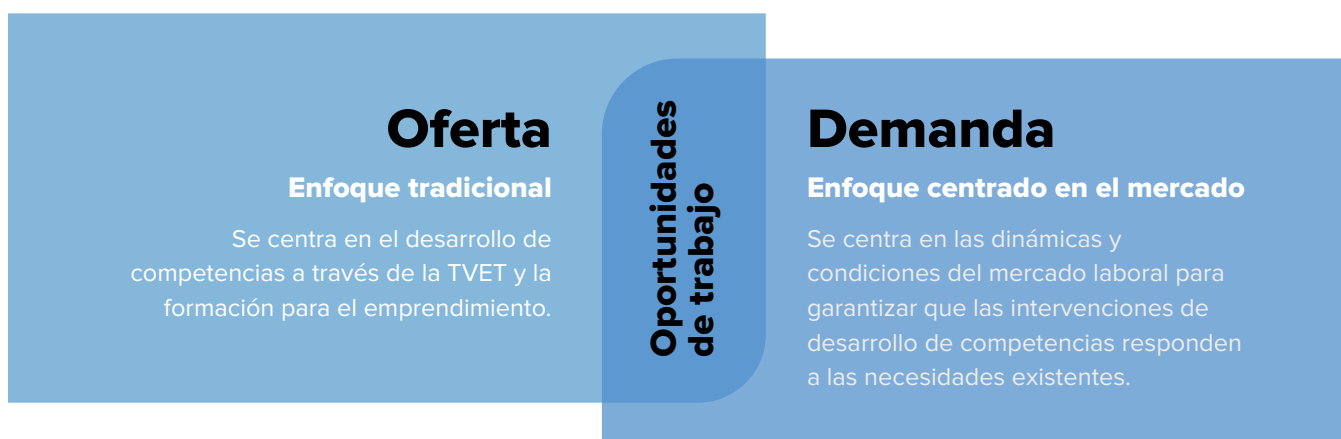 Oferta
Enfoque tradicional
Se centra en el desarrollo de
competencias a través de la TVET y la
formación para el emprendimiento.
Oportunidades
de trabajo
Demanda
Enfoque centrado en el mercado
Se centra en las dinámicas y
condiciones del mercado laboral para
garantizar que las intervenciones de
desarrollo de competencias responden
a las necesidades existentes.